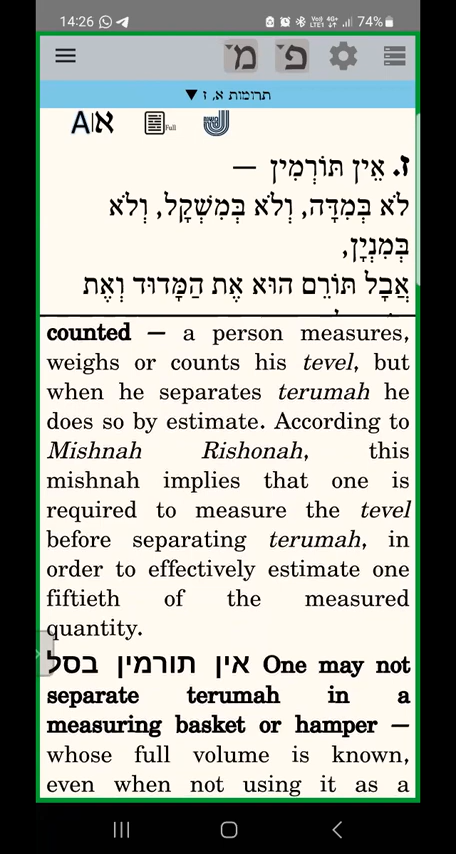 14:26 Vo) 4G+ LTE1 74%
מ׳ פ׳
תרומות א, ז ▼
A|א Full
ז. אֵין תּוֹרְמִין —
לֹא בְּמִדָּה, וְלֹא בְּמִשְׁקָל, וְלֹא
בְּמִנְיָן,
אֲבָל תּוֹרֵם הוּא אֶת הַמָּדוּד וְאֶת
counted — a person measures,
weighs or counts his tevel, but
when he separates terumah he
does so by estimate. According to
Mishnah Rishonah, this
mishnah implies that one is
required to measure the tevel
before separating terumah, in
order to effectively estimate one
fiftieth of the measured
quantity.
אין תורמין בסל One may not
separate terumah in a
measuring basket or hamper —
whose full volume is known,
even when not using it as a